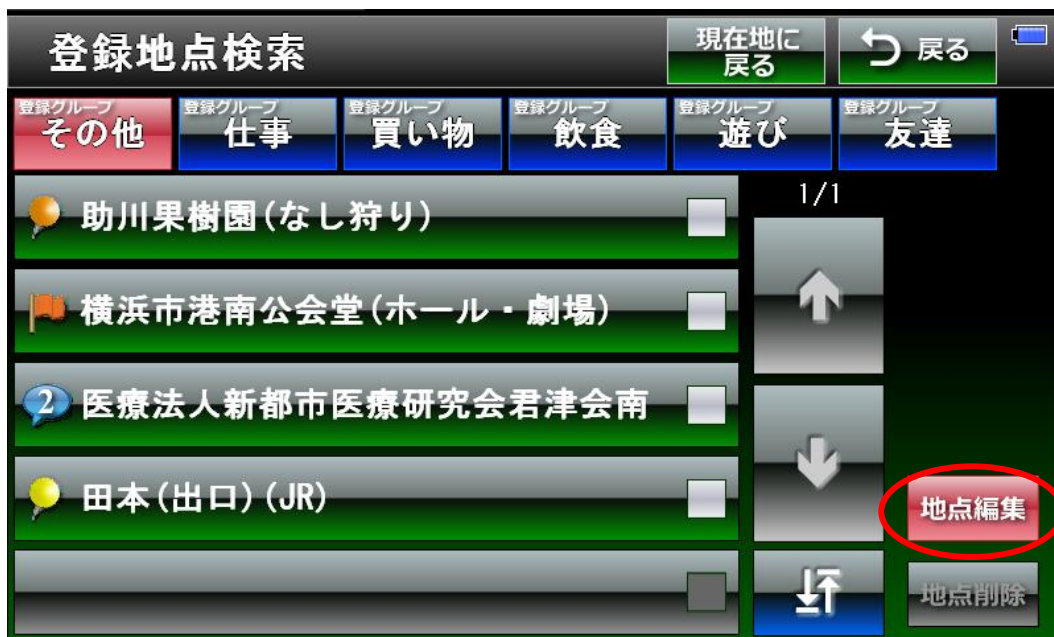 登録地点検索
現在地に
戻る
戻る
登録グループ
その他
登録グループ
仕事
登録グループ
買い物
登録グループ
飲食
登録グループ
遊び
登録グループ
友達
1/1
助川果樹園(なし狩り)
横浜市港南公会堂(ホール・劇場)
2 医療法人新都市医療研究会君津会南
田本(出口)(JR)
地点編集
地点削除